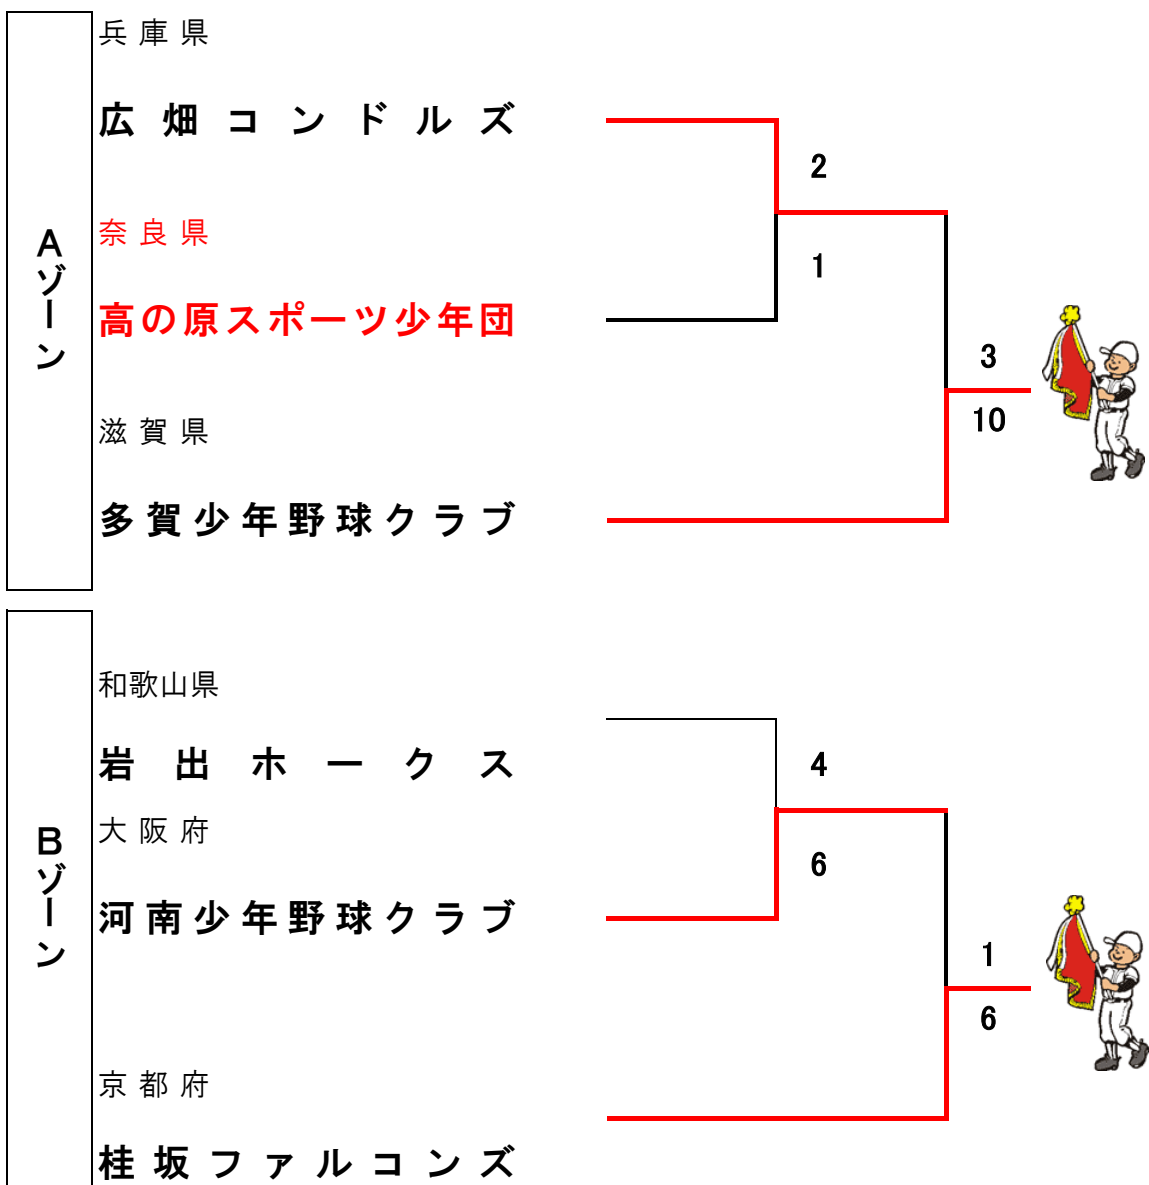 Aゾーン
兵庫県
広畑コンドルズ
2
奈良県
1
高の原スポーツ少年団
3
10
滋賀県
多賀少年野球クラブ
Bゾーン
和歌山県
岩出ホークス
4
大阪府
6
河南少年野球クラブ
1
6
京都府
桂坂ファルコンズ